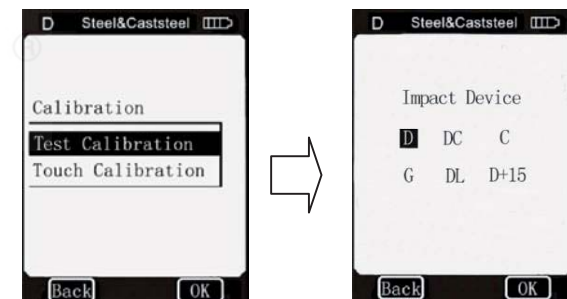 D Steel&Caststeel
Calibration
Test Calibration
Touch Calibration
Back OK
D Steel&Caststeel
Impact Device
D DC C
G DL D+15
Back OK